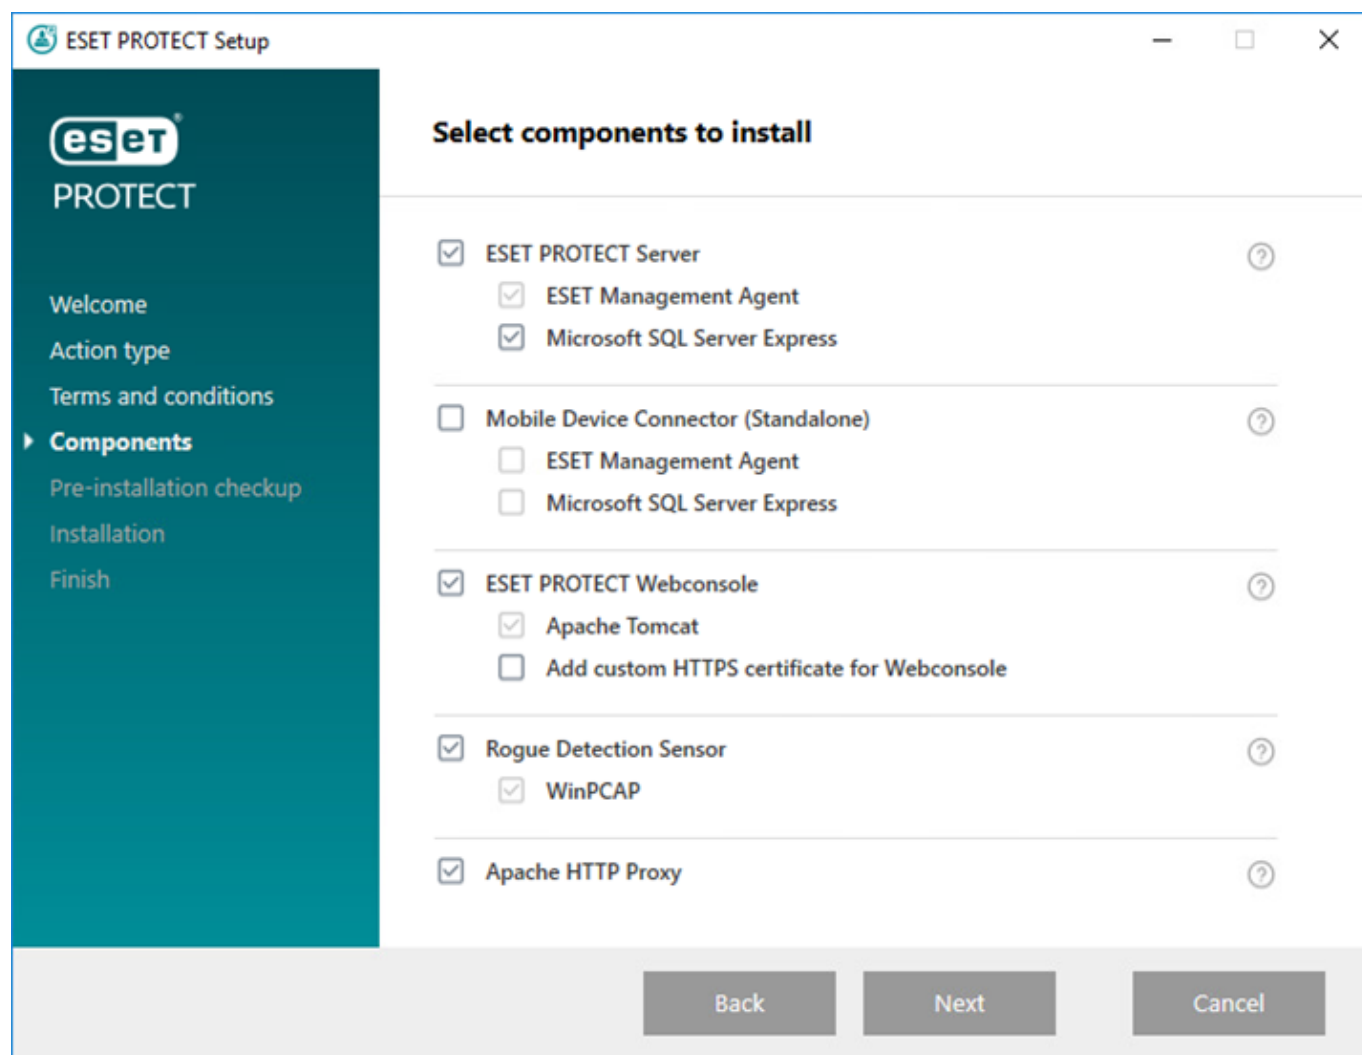 ESET PROTECT Setup
eset®
PROTECT
Welcome
Action type
Terms and conditions
Components
Pre-installation checkup
Installation
Finish
Select components to install
ESET PROTECT Server
ESET Management Agent
Microsoft SQL Server Express
Mobile Device Connector (Standalone)
ESET Management Agent
Microsoft SQL Server Express
ESET PROTECT Webconsole
Apache Tomcat
Add custom HTTPS certificate for Webconsole
Rogue Detection Sensor
WinPCAP
Apache HTTP Proxy
Back Next Cancel